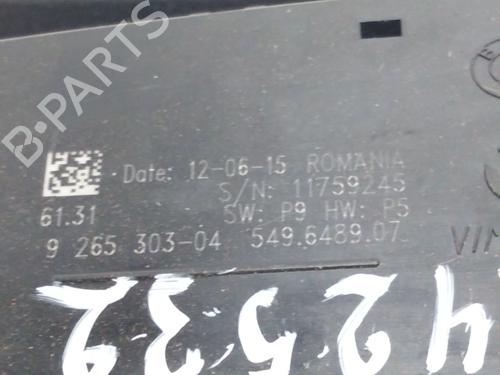 B-PARTS
Date: 12-06-15 ROMANIA
S/N: 11759245
61.31 SW: P9 HW: P5
9 265 303-04 549.6489.07
42532